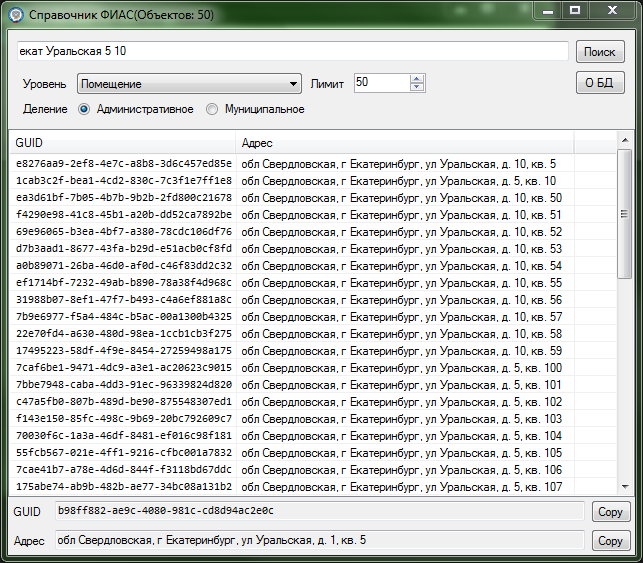 Справочник ФИАС(Объектов: 50)
екат Уральская 5 10 Поиск
Уровень Помещение Лимит 50 О БД
Деление Административное Муниципальное
GUID Адрес
e8276aa9-2ef8-4e7c-a8b8-3d6c457ed85e обл Свердловская, г Екатеринбург, ул Уральская, д. 10, кв. 5
1cab3c2f-bea1-4cd2-830c-7c3f1e7ff1e8 обл Свердловская, г Екатеринбург, ул Уральская, д. 5, кв. 10
ea3d61bf-7b05-4b7b-9b2b-2fd800c21678 обл Свердловская, г Екатеринбург, ул Уральская, д. 10, кв. 50
f4290e98-41c8-45b1-a20b-dd52ca7892be обл Свердловская, г Екатеринбург, ул Уральская, д. 10, кв. 51
69e96065-b3ea-4bf7-a380-78cdc106df76 обл Свердловская, г Екатеринбург, ул Уральская, д. 10, кв. 52
d7b3aad1-8677-43fa-b29d-e51acb0cf8fd обл Свердловская, г Екатеринбург, ул Уральская, д. 10, кв. 53
a0b89071-26ba-46d0-af0d-c46f83dd2c32 обл Свердловская, г Екатеринбург, ул Уральская, д. 10, кв. 54
ef1714bf-7232-49ab-b890-78a38f4d968c обл Свердловская, г Екатеринбург, ул Уральская, д. 10, кв. 55
31988b07-8ef1-47f7-b493-c4a6ef881a8c обл Свердловская, г Екатеринбург, ул Уральская, д. 10, кв. 56
7b9e6977-f5a4-484c-b5ac-00a1300b4325 обл Свердловская, г Екатеринбург, ул Уральская, д. 10, кв. 57
22e70fd4-a630-480d-98ea-1ccb1cb3f275 обл Свердловская, г Екатеринбург, ул Уральская, д. 10, кв. 58
17495223-58df-4f9e-8454-27259498a175 обл Свердловская, г Екатеринбург, ул Уральская, д. 10, кв. 59
7caf6be1-9471-4dc9-a3e1-ac20623c9015 обл Свердловская, г Екатеринбург, ул Уральская, д. 5, кв. 100
7bbe7948-caba-4dd3-91ec-96339824d820 обл Свердловская, г Екатеринбург, ул Уральская, д. 5, кв. 101
c47a5fb0-807b-489d-be90-875548307ed1 обл Свердловская, г Екатеринбург, ул Уральская, д. 5, кв. 102
f143e150-85fc-498c-9b69-20bc792609c7 обл Свердловская, г Екатеринбург, ул Уральская, д. 5, кв. 103
70030f6c-1a3a-46df-8481-ef016c98f181 обл Свердловская, г Екатеринбург, ул Уральская, д. 5, кв. 104
55fcb567-021e-4ff1-9216-cfbc001a7832 обл Свердловская, г Екатеринбург, ул Уральская, д. 5, кв. 105
7cae41b7-a78e-4d6d-844f-f3118bd67ddc обл Свердловская, г Екатеринбург, ул Уральская, д. 5, кв. 106
175abe74-ab9b-482b-ae77-34bc08a131b2 обл Свердловская, г Екатеринбург, ул Уральская, д. 5, кв. 107
GUID b98ff882-ae9c-4080-981c-cd8d94ac2e0c Copy
Адрес обл Свердловская, г Екатеринбург, ул Уральская, д. 1, кв. 5 Copy